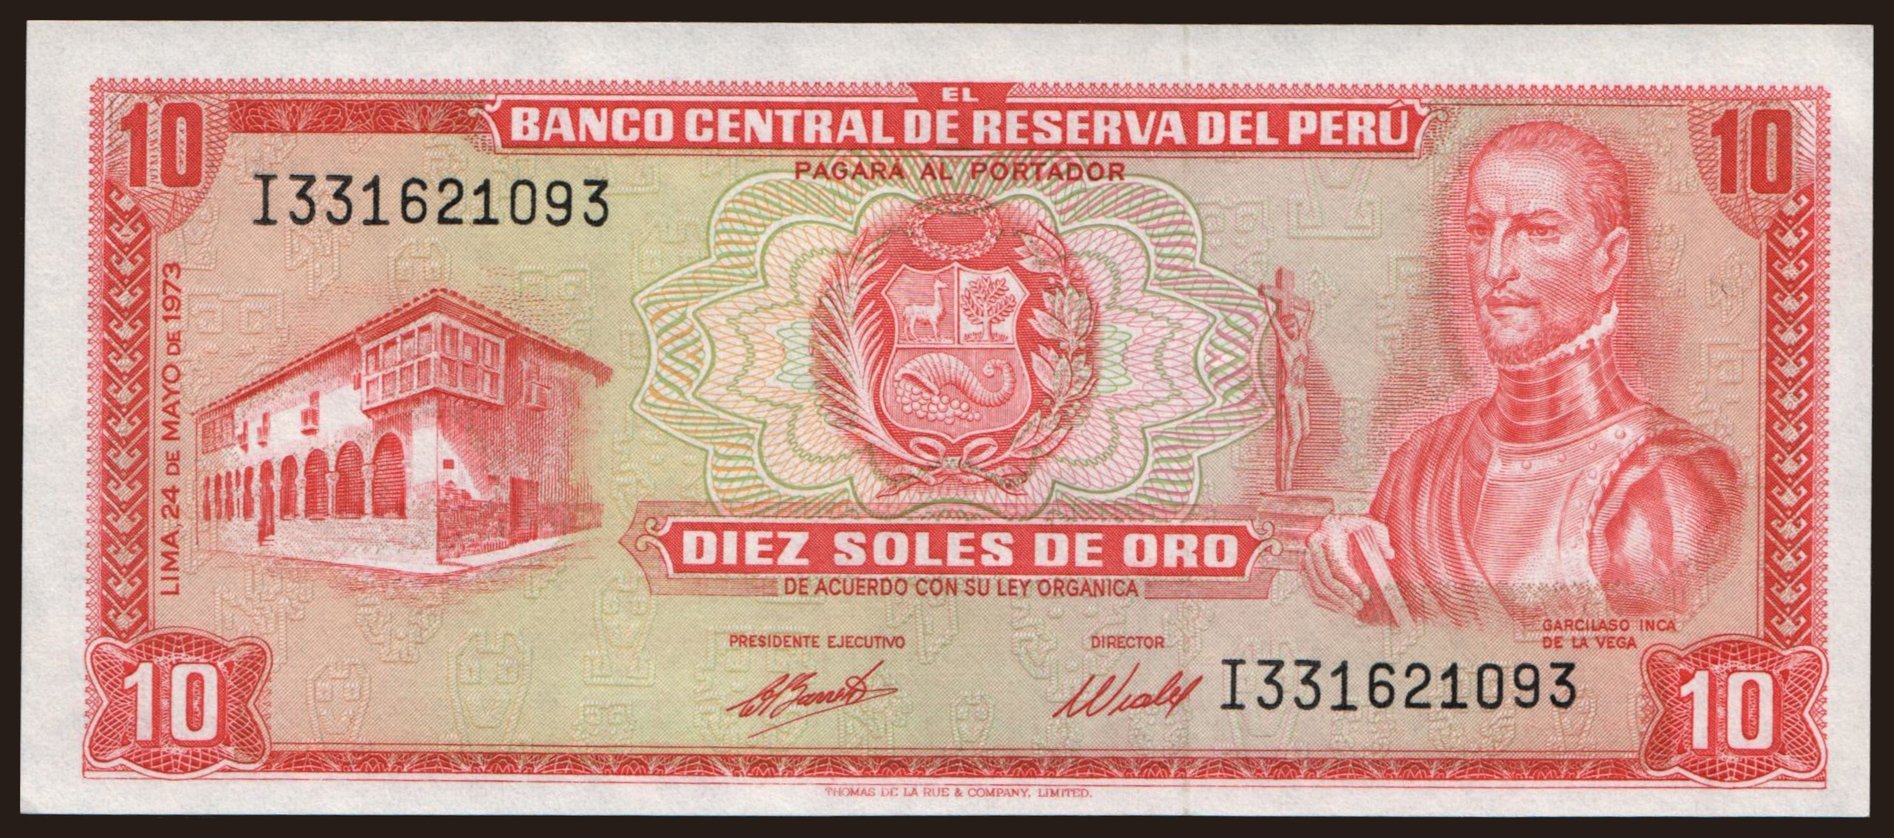 10
EL
10
BANCO CENTRAL DE RESERVA DEL PERÚ
PAGARA AL PORTADOR
I331621093
LIMA, 24 DE MAYO DE 1973
DIEZ SOLES DE ORO
DE ACUERDO CON SU LEY ORGANICA
GARCILASO INCA
DE LA VEGA
PRESIDENTE EJECUTIVO
DIRECTOR
I331621093
10
10
THOMAS DE LA RUE & COMPANY, LIMITED.